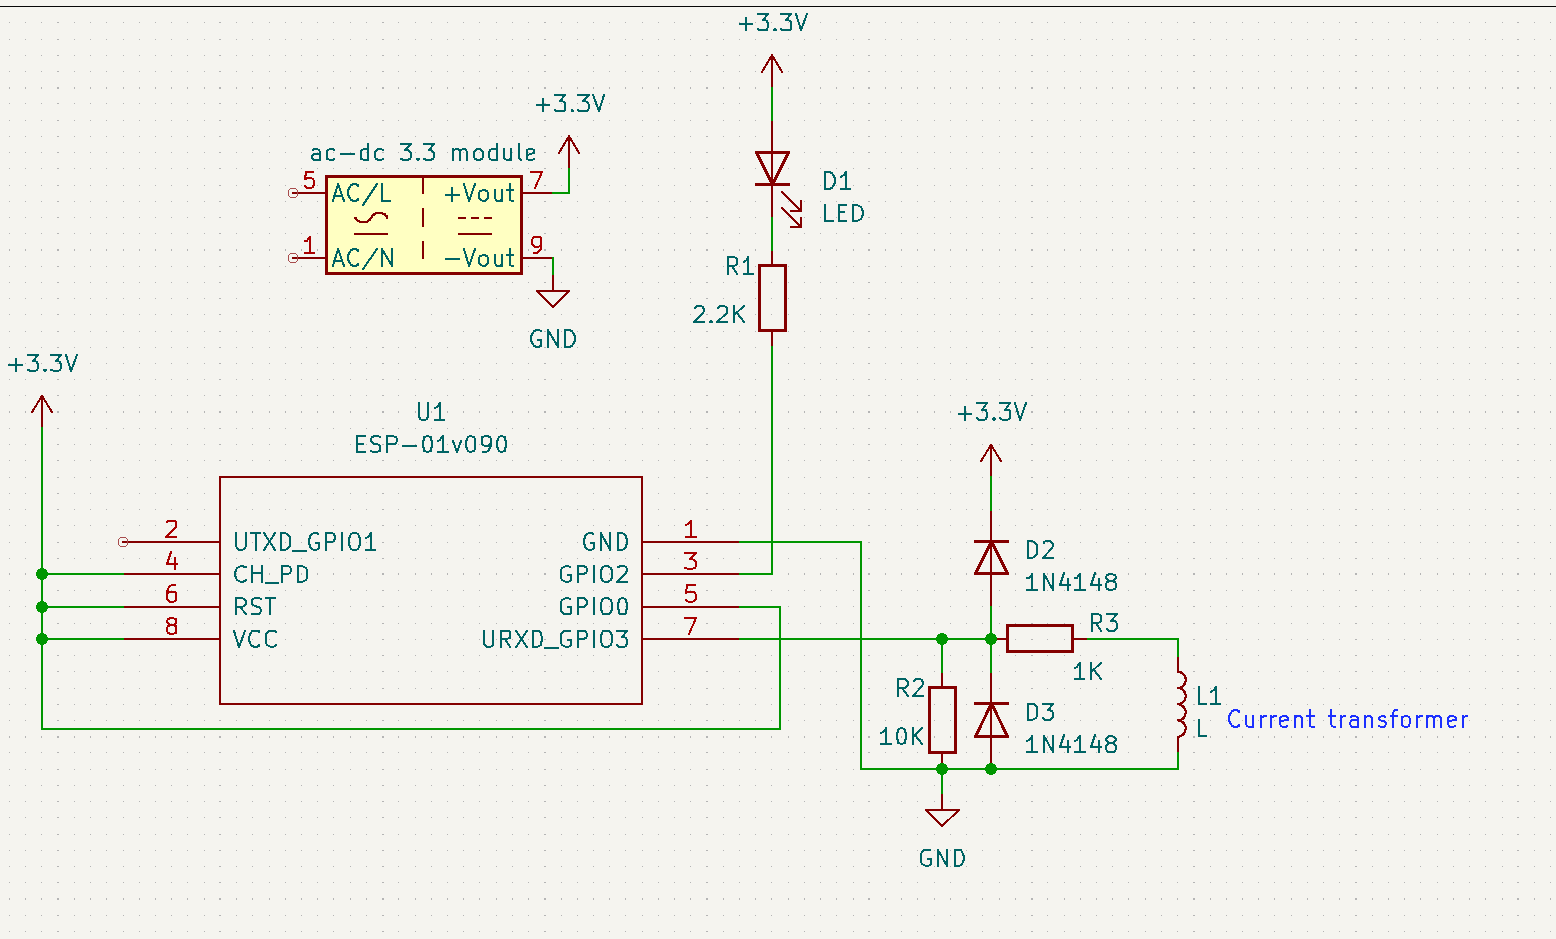 +3.3V
+3.3V
ac-dc 3.3 module
5 AC/L +Vout 7
1 AC/N -Vout 9
GND
D1
LED
R1
2.2K
+3.3V
U1
ESP-01v090
+3.3V
2 UTXD_GPIO1 GND 1
4 CH_PD GPIO2 3
6 RST GPIO0 5
8 VCC URXD_GPIO3 7
D2
1N4148
R3
1K
R2
10K
D3
1N4148
L1
L
Current transformer
GND